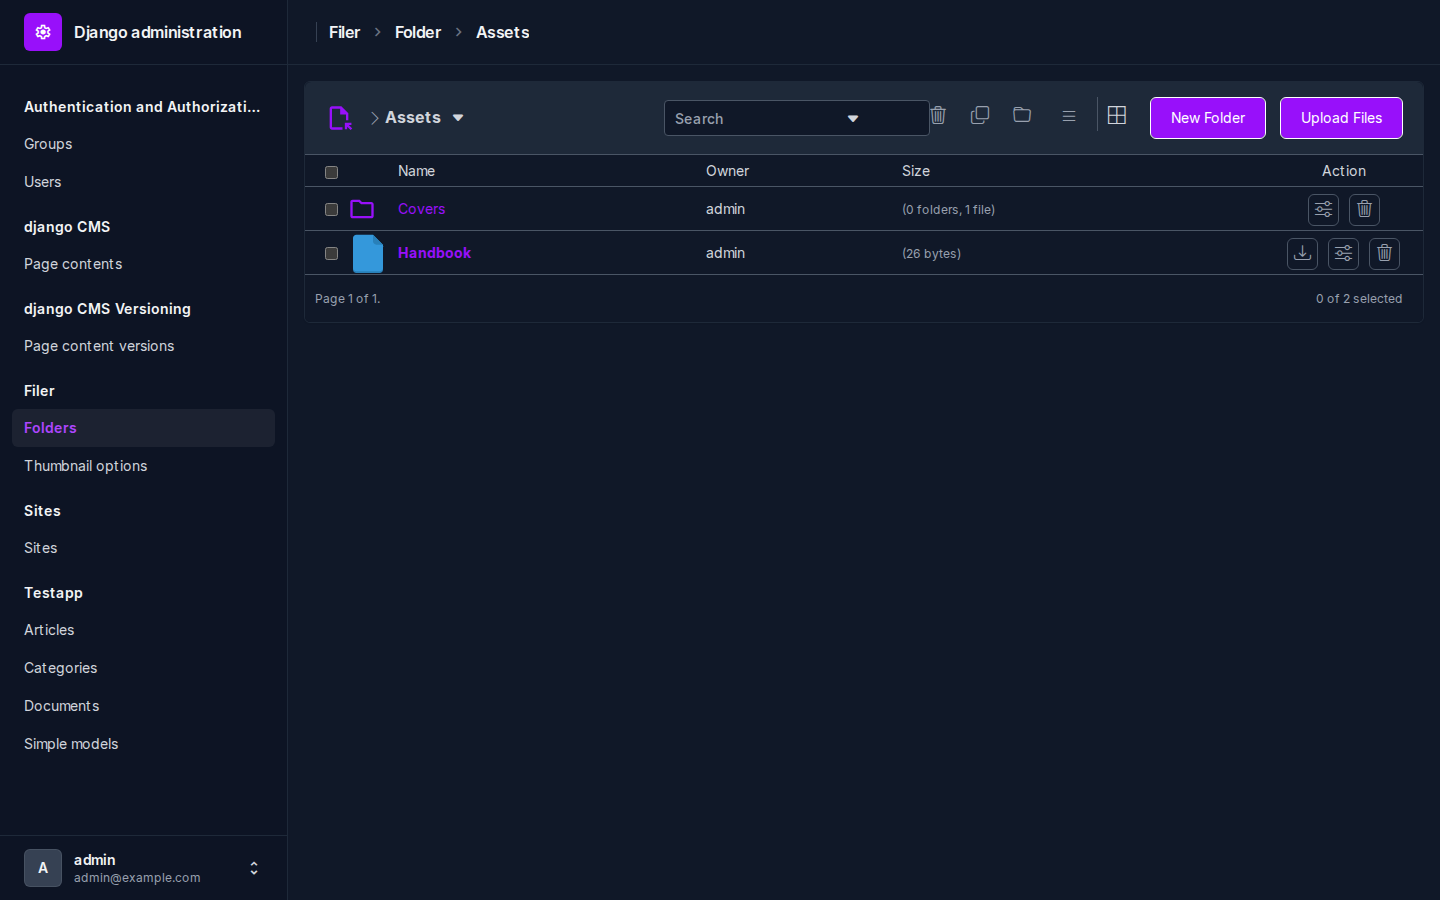 Django administration
Filer
Folder
Assets
Authentication and Authorizati...
Groups
Users
django CMS
Page contents
django CMS Versioning
Page content versions
Filer
Folders
Thumbnail options
Sites
Sites
Testapp
Articles
Categories
Documents
Simple models
A
admin
admin@example.com
Assets
Search
New Folder
Upload Files
Name Owner Size Action
Covers admin (0 folders, 1 file)
Handbook admin (26 bytes)
Page 1 of 1.
0 of 2 selected